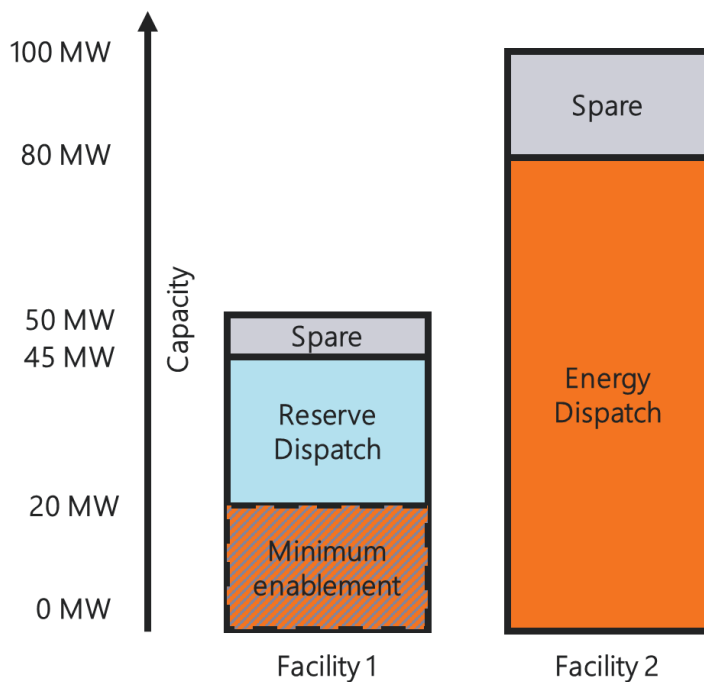 100 MW
80 MW
50 MW
45 MW
20 MW
0 MW
Capacity
Spare
Reserve
Dispatch
Minimum
enablement
Facility 1
Spare
Energy
Dispatch
Facility 2